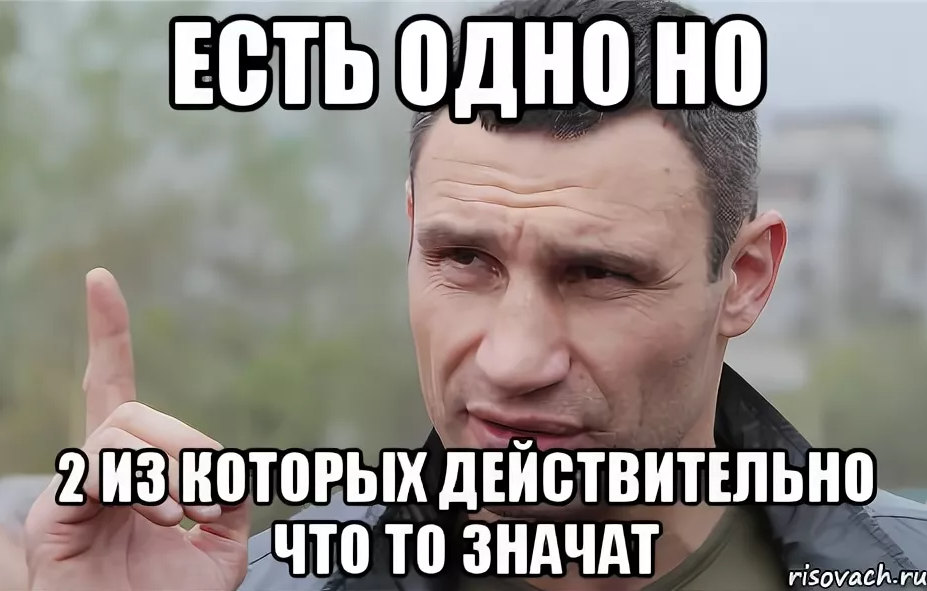 ЕСТЬ ОДНО НО
2 ИЗ КОТОРЫХ ДЕЙСТВИТЕЛЬНО
ЧТО ТО ЗНАЧАТ
risovach.ru